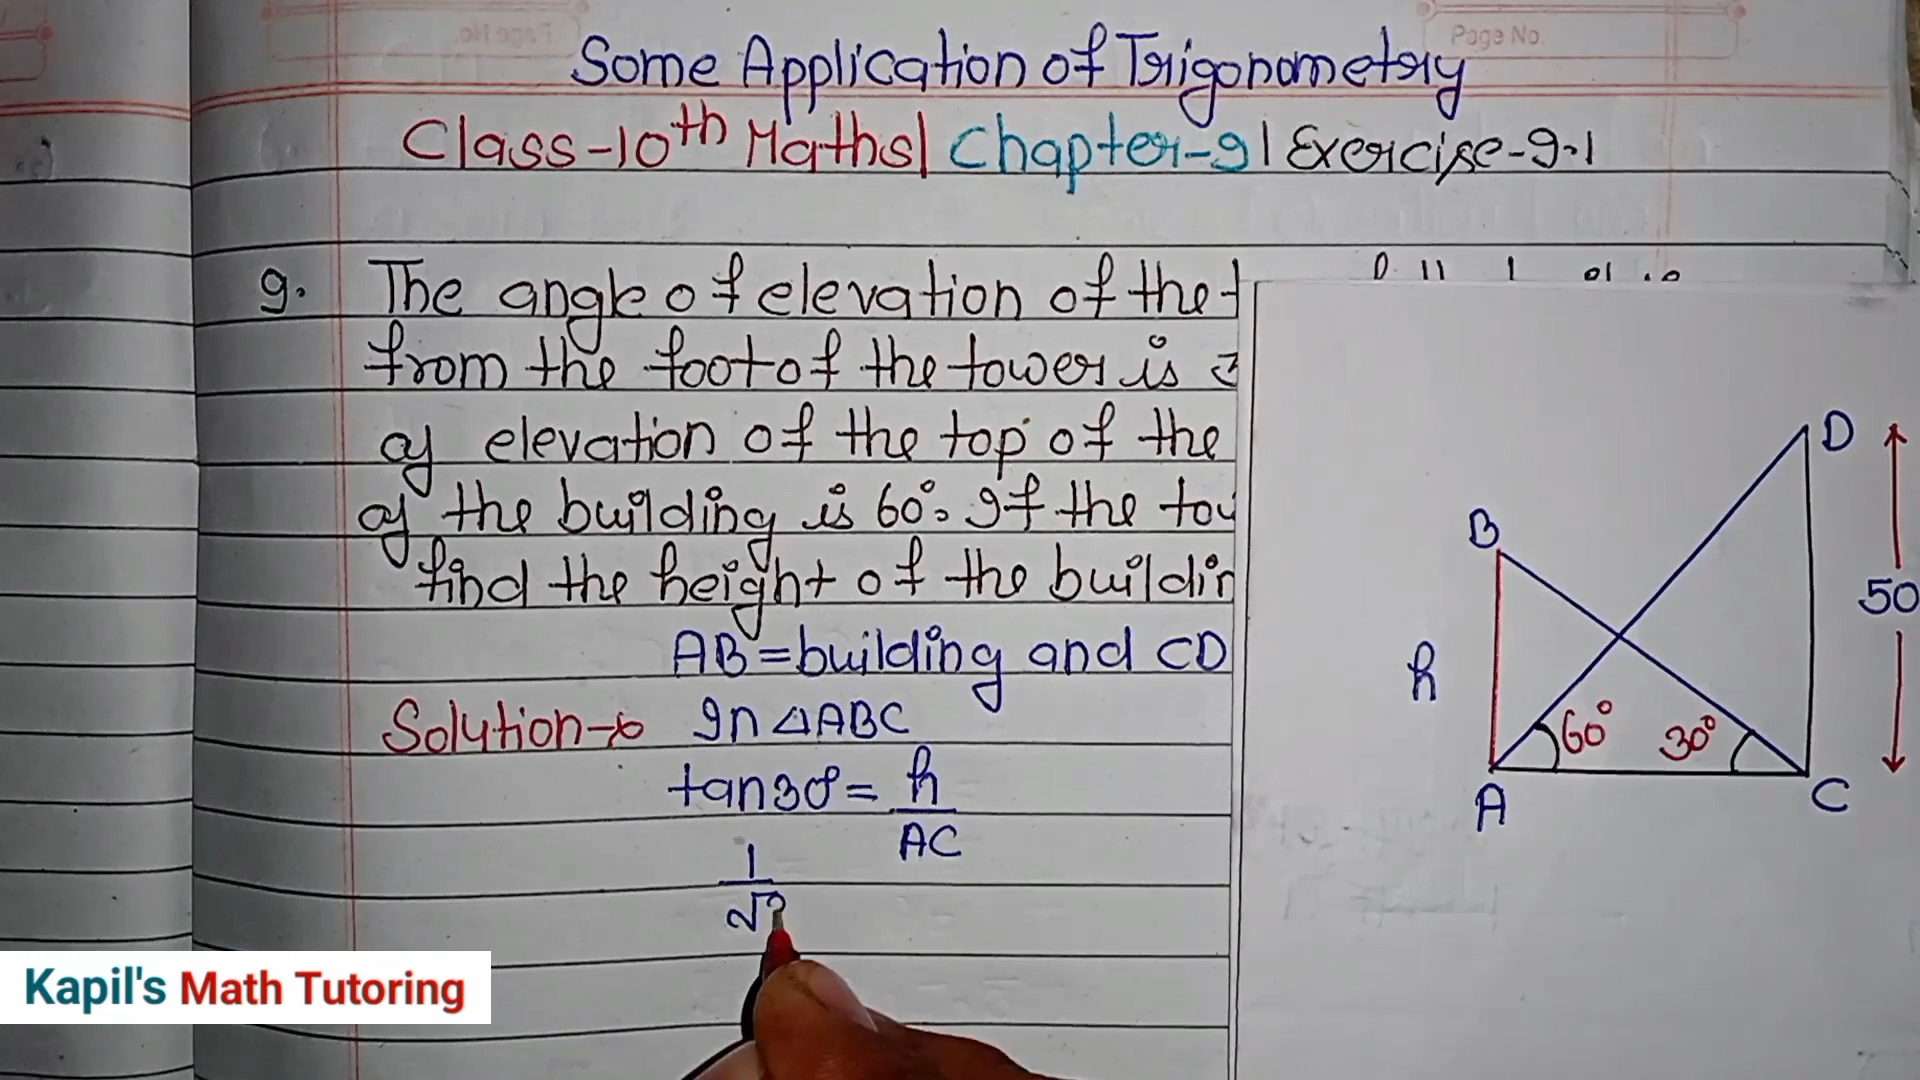 Page No.
Some Application of Trigonometry
Class-10th Maths| Chapter-9| Exercise-9.1
9. The angle of elevation of the
from the foot of the tower is
of elevation of the top of the
of the building is 60°. If the
find the height of the
AB=building and CD
Solution→ In △ABC
tan30°= h
AC
1
√3
D
B
50
h
60° 30°
A C
Kapil's Math Tutoring